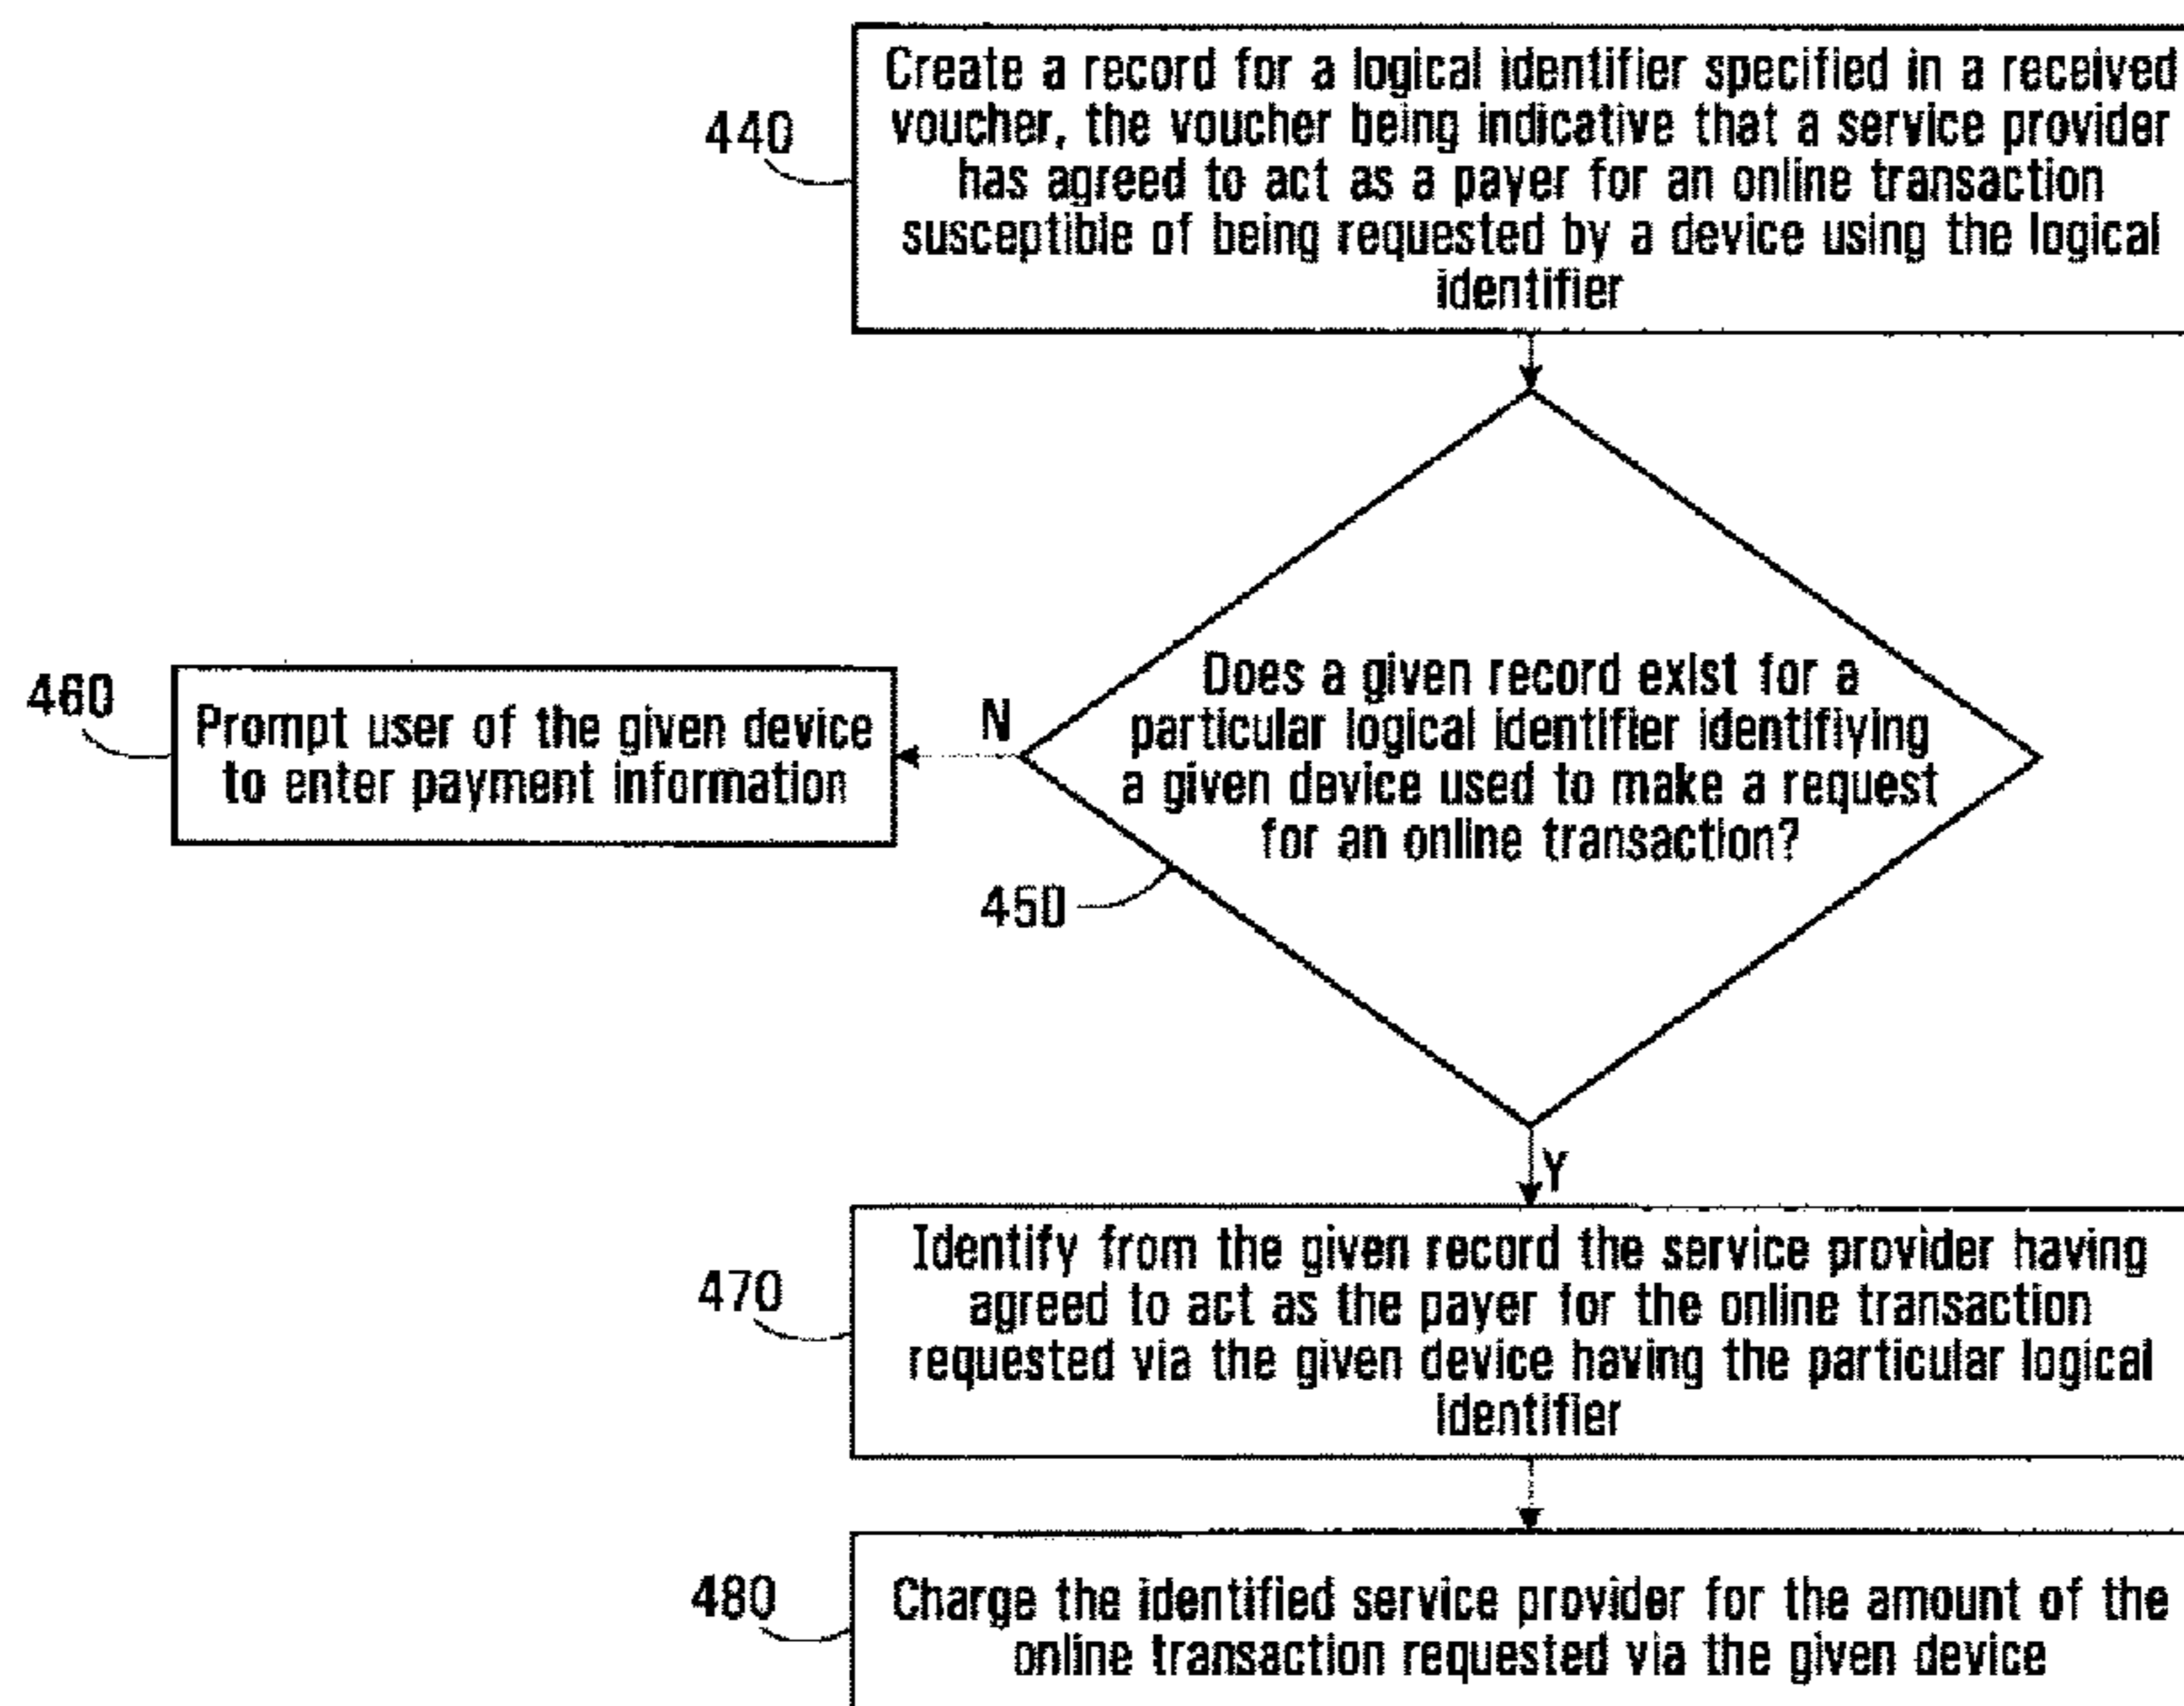 Create a record for a logical identifier specified in a received
voucher, the voucher being indicative that a service provider
has agreed to act as a payer for an online transaction
susceptible of being requested by a device using the logical
identifier
440
Does a given record exist for a
particular logical identifier identifiying
a given device used to make a request
for an online transaction?
450
N
460
Prompt user of the given device
to enter payment information
Y
470
Identify from the given record the service provider having
agreed to act as the payer for the online transaction
requested via the given device having the particular logical
identifier
480
Charge the identified service provider for the amount of the
online transaction requested via the given device